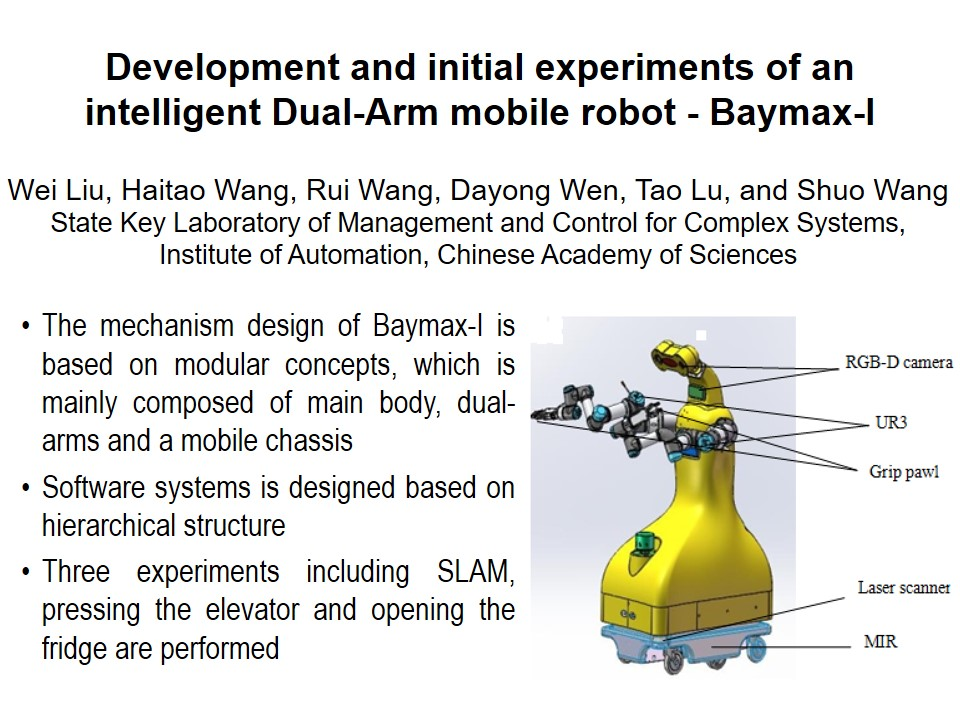 Development and initial experiments of an
intelligent Dual-Arm mobile robot - Baymax-I
Wei Liu, Haitao Wang, Rui Wang, Dayong Wen, Tao Lu, and Shuo Wang
State Key Laboratory of Management and Control for Complex Systems,
Institute of Automation, Chinese Academy of Sciences
• The mechanism design of Baymax-I is
based on modular concepts, which is
mainly composed of main body, dual-
arms and a mobile chassis
• Software systems is designed based on
hierarchical structure
• Three experiments including SLAM,
pressing the elevator and opening the
fridge are performed
RGB-D camera
UR3
Grip pawl
Laser scanner
MIR